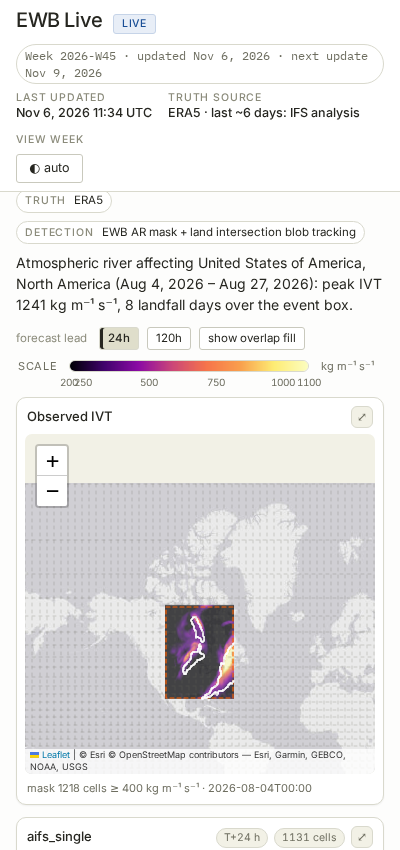 EWB Live LIVE
Week 2026-W45 · updated Nov 6, 2026 · next update
Nov 9, 2026
LAST UPDATED TRUTH SOURCE
Nov 6, 2026 11:34 UTC ERA5 · last ~6 days: IFS analysis
VIEW WEEK
◐ auto
TRUTH ERA5
DETECTION EWB AR mask + land intersection blob tracking
Atmospheric river affecting United States of America,
North America (Aug 4, 2026 – Aug 27, 2026): peak IVT
1241 kg m⁻¹ s⁻¹, 8 landfall days over the event box.
forecast lead 24h 120h show overlap fill
SCALE kg m⁻¹ s⁻¹
200 250 500 750 1000 1100
Observed IVT ⤢
+
−
Leaflet | © Esri © OpenStreetMap contributors — Esri, Garmin, GEBCO,
NOAA, USGS
mask 1218 cells ≥ 400 kg m⁻¹ s⁻¹ · 2026-08-04T00:00
aifs_single T+24 h 1131 cells ⤢